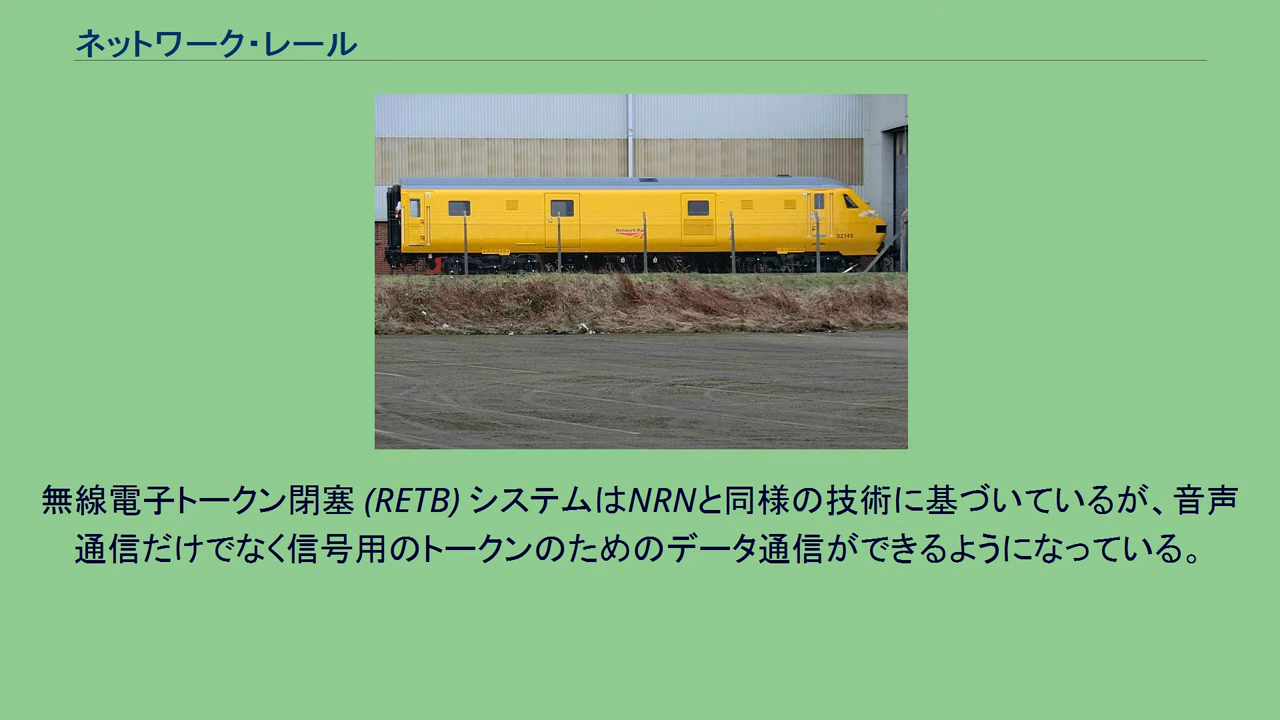 ネットワーク・レール
Network Rail
82145
無線電子トークン閉塞 (RETB) システムはNRNと同様の技術に基づいているが、音声
通信だけでなく信号用のトークンのためのデータ通信ができるようになっている。